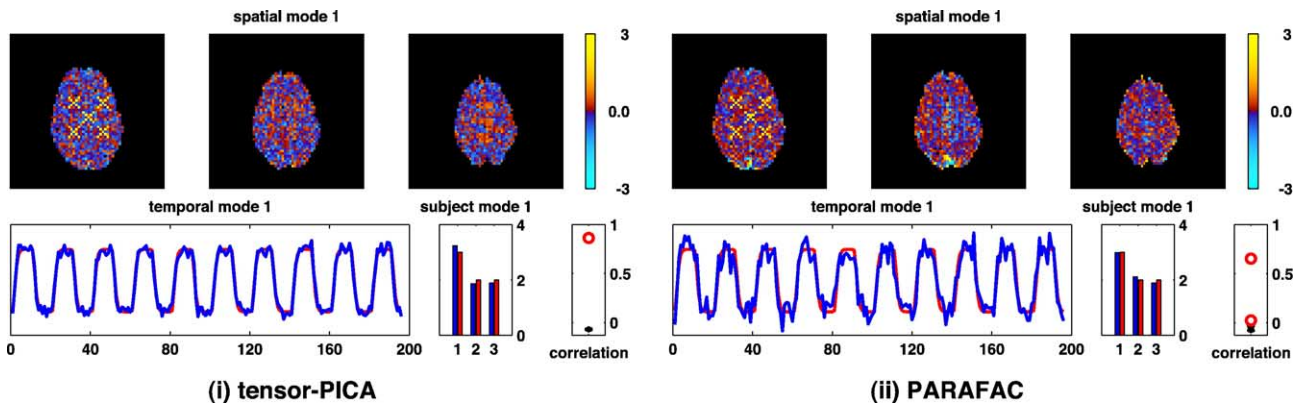 spatial mode 1
3
0.0
-3
temporal mode 1
subject mode 1
4
2
0
1
0.5
0
0 40 80 120 160 200
1 2 3
correlation
(i) tensor-PICA
spatial mode 1
3
0.0
-3
temporal mode 1
subject mode 1
4
2
0
1
0.5
0
0 40 80 120 160 200
1 2 3
correlation
(ii) PARAFAC